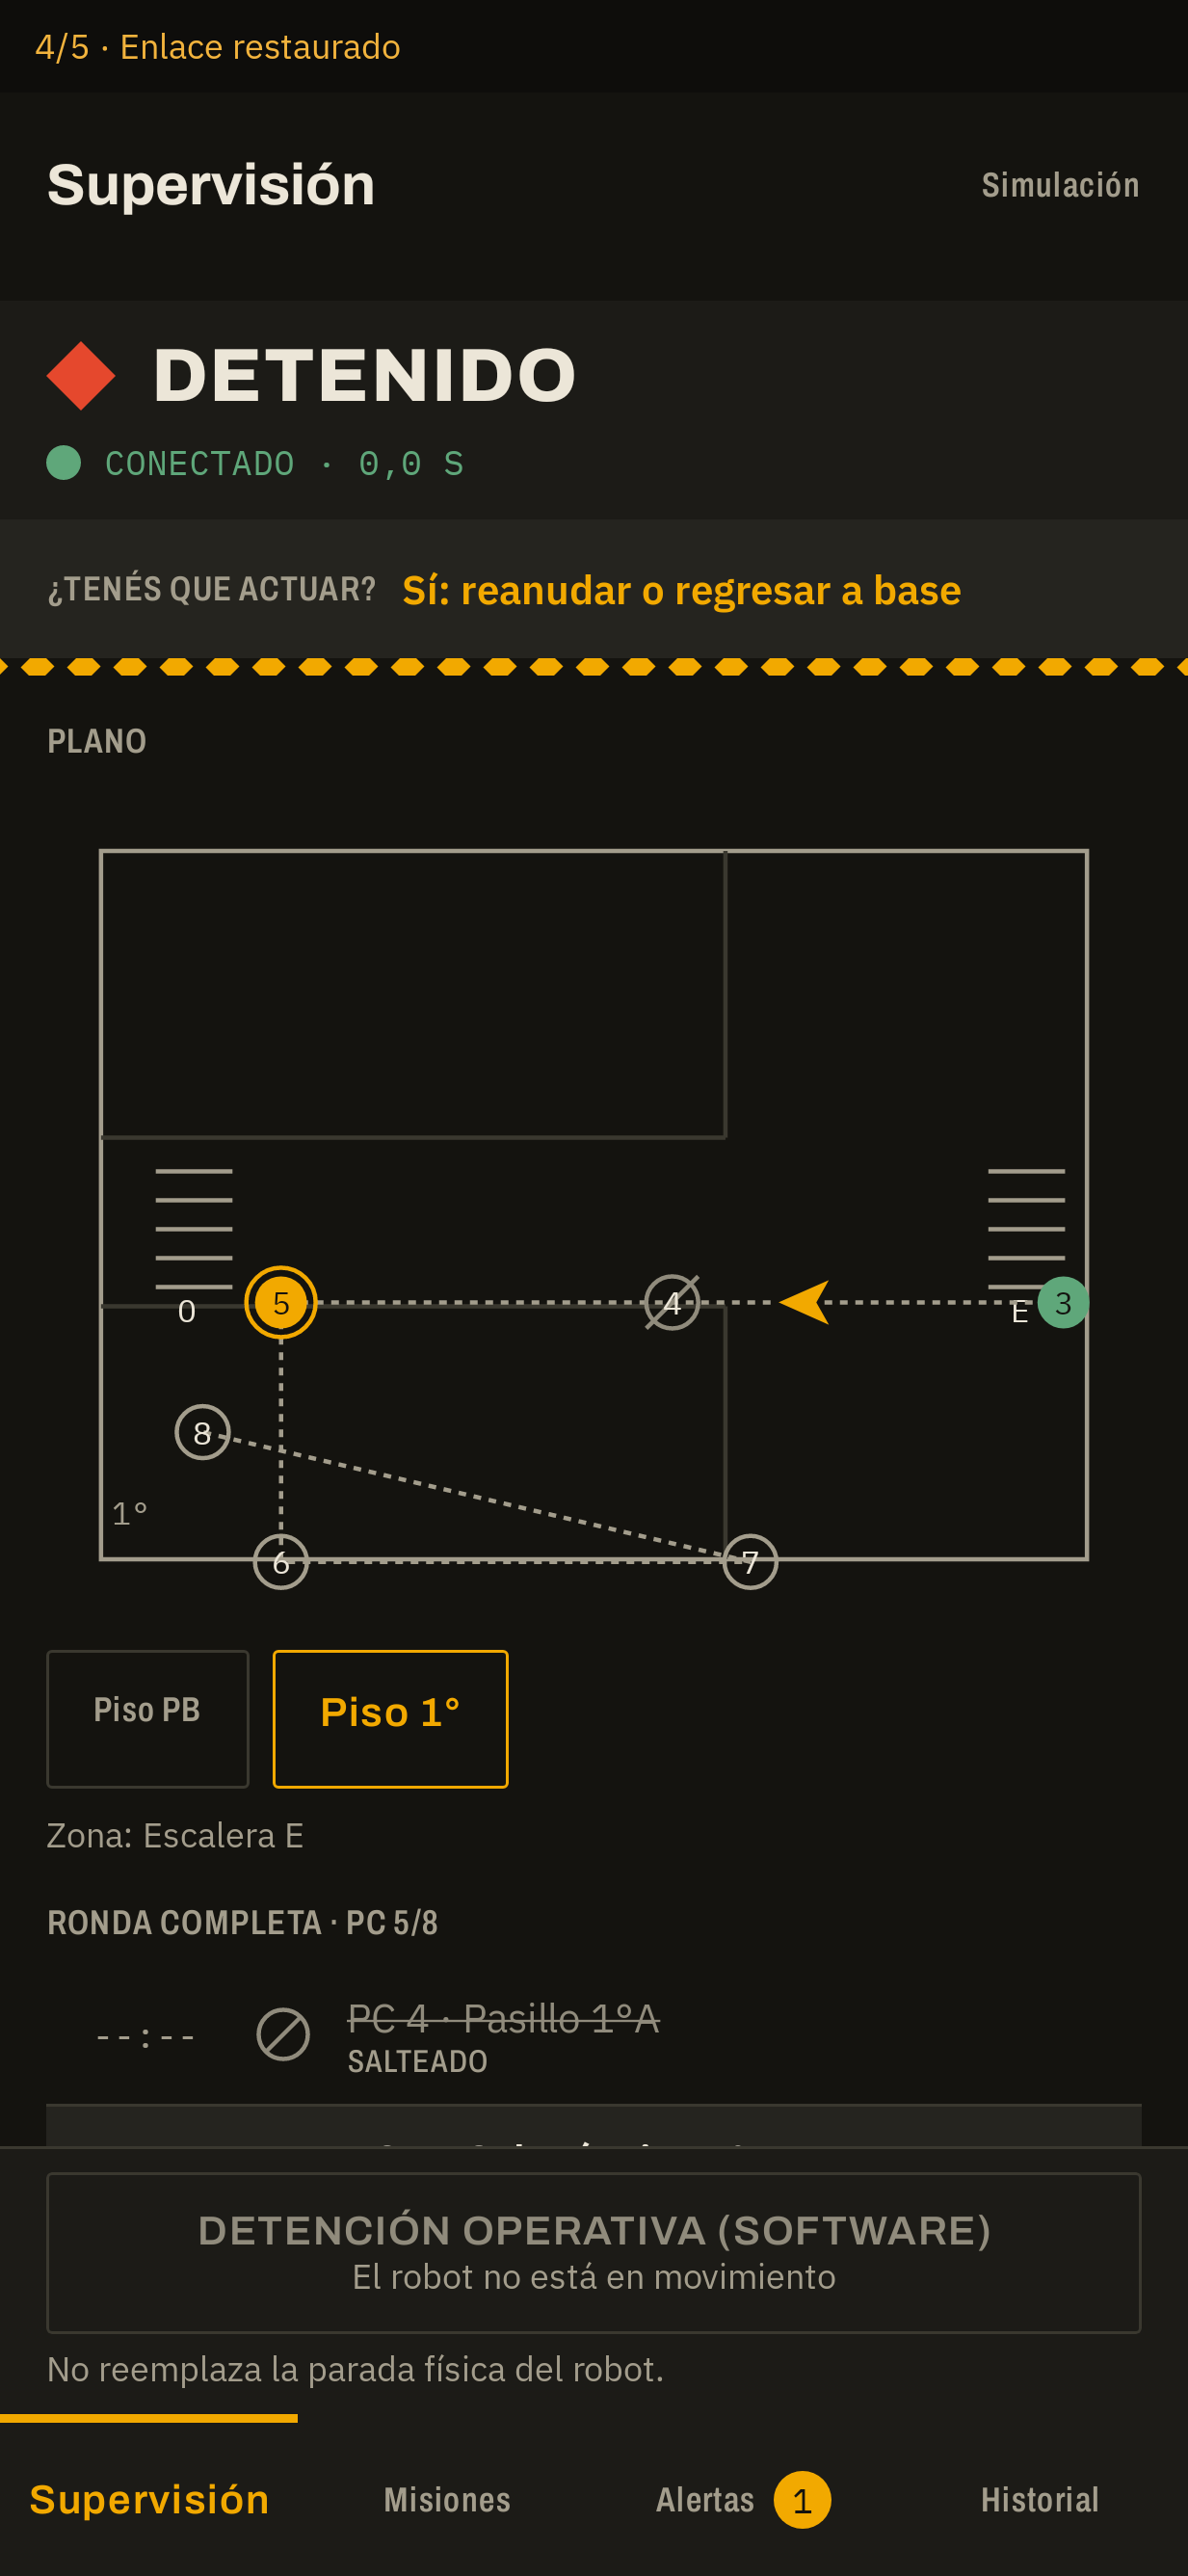 4/5 · Enlace restaurado
Supervisión
Simulación
DETENIDO
CONECTADO · 0,0 S
¿TENÉS QUE ACTUAR? Sí: reanudar o regresar a base
PLANO
O
5
4
E
3
8
1°
6
7
Piso PB
Piso 1°
Zona: Escalera E
RONDA COMPLETA · PC 5/8
--:--
PC 4 · Pasillo 1°A
SALTEADO
DETENCIÓN OPERATIVA (SOFTWARE)
El robot no está en movimiento
No reemplaza la parada física del robot.
Supervisión
Misiones
Alertas 1
Historial